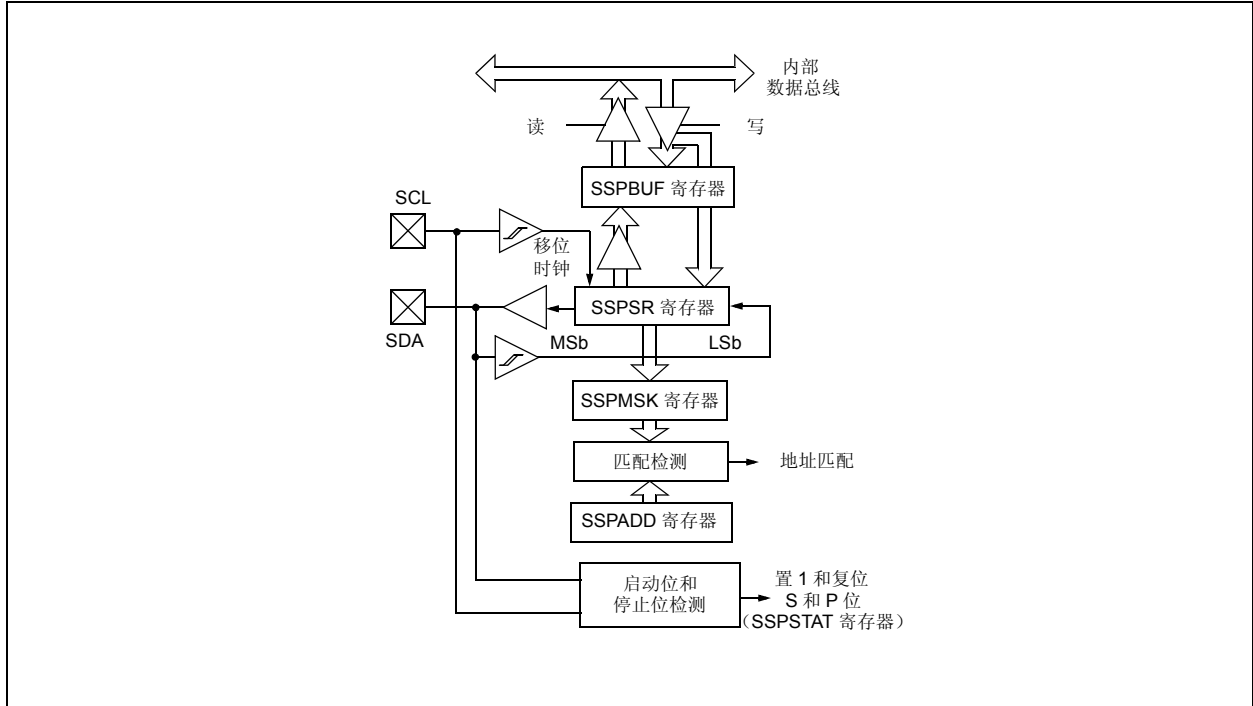 内部
数据总线
读
写
SSPBUF 寄存器
SCL
移位
时钟
SSPSR 寄存器
SDA
MSb
LSb
SSPMSK 寄存器
匹配检测
地址匹配
SSPADD 寄存器
启动位和
停止位检测
置 1 和复位
S 和 P 位
（SSPSTAT 寄存器）